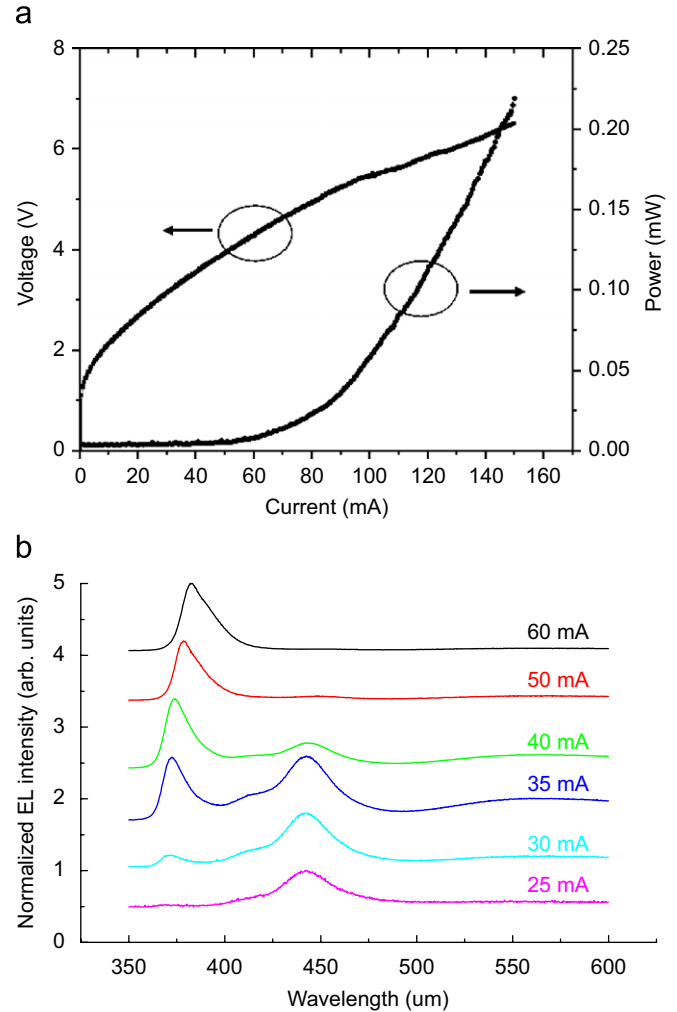 a
8
6
4
2
0
Voltage (V)
0.25
0.20
0.15
0.10
0.05
0.00
Power (mW)
0 20 40 60 80 100 120 140 160
Current (mA)
b
5
4
3
2
1
0
Normalized EL intensity (arb. units)
60 mA
50 mA
40 mA
35 mA
30 mA
25 mA
350 400 450 500 550 600
Wavelength (um)